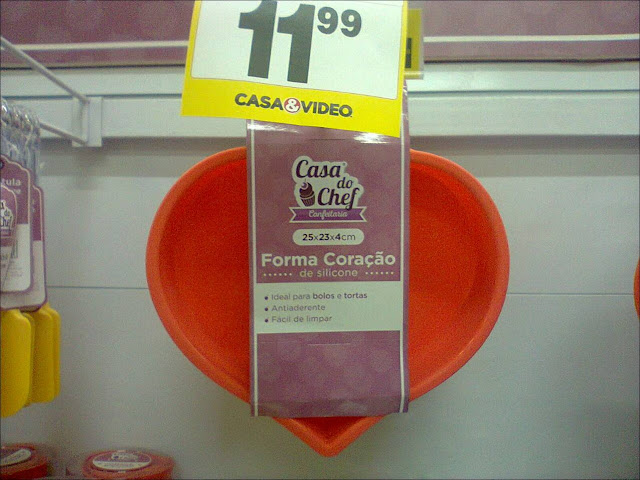 11 99
CASA&VIDEO
Casa do Chef
Confeitaria
25x23x4cm
Forma Coração
de silicone
Ideal para bolos e tortas
Antiaderente
Fácil de limpar